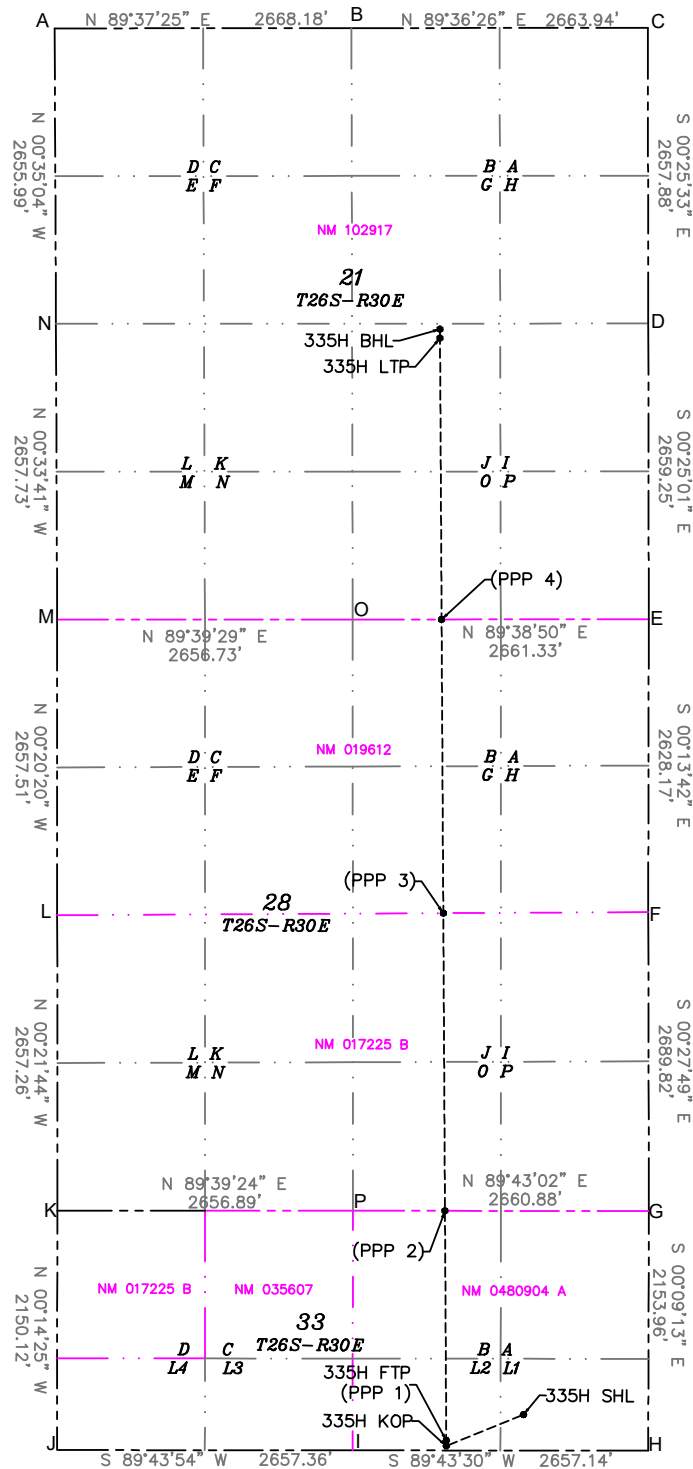 A
B
C
N 89°37'25" E 2668.18'
N 89°36'26" E 2663.94'
N 00°35'04" W
2655.99'
S 00°25'33" E
2657.88'
D C
E F
B A
G H
NM 102917
21
T26S-R30E
N
D
335H BHL
335H LTP
N 00°33'41" W
2657.73'
S 00°25'01" E
2659.25'
L K
M N
J I
O P
(PPP 4)
M
O
E
N 89°39'29" E
2656.73'
N 89°38'50" E
2661.33'
N 00°20'20" W
2657.51'
S 00°13'42" E
2628.17'
NM 019612
D C
E F
B A
G H
(PPP 3)
L
28
T26S-R30E
F
N 00°21'44" W
2657.26'
S 00°27'49" E
2689.82'
NM 017225 B
L K
M N
J I
O P
N 89°39'24" E
2656.89'
N 89°43'02" E
2660.88'
K
P
G
(PPP 2)
N 00°14'25" W
2150.12'
S 00°09'13" E
2153.96'
NM 017225 B
NM 035607
NM 0480904 A
33
T26S-R30E
D C
L4 L3
B A
L2 L1
335H FTP
(PPP 1)
335H KOP
335H SHL
J
I
H
S 89°43'54" W 2657.36'
S 89°43'30" W 2657.14'